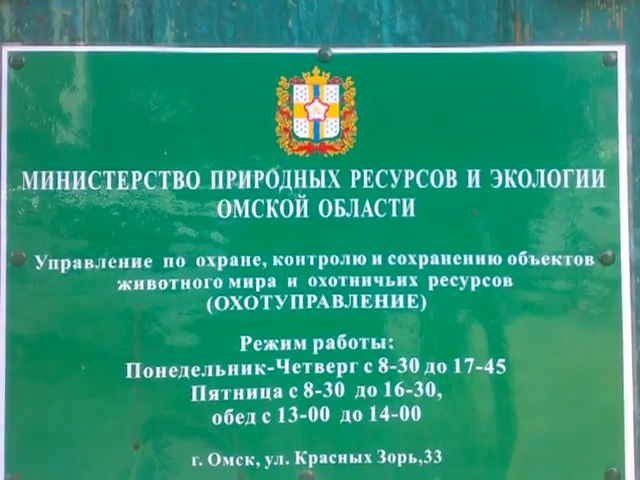 МИНИСТЕРСТВО ПРИРОДНЫХ РЕСУРСОВ И ЭКОЛОГИИ
ОМСКОЙ ОБЛАСТИ
Управление по охране, контролю и сохранению объектов
животного мира и охотничьих ресурсов
(ОХОТУПРАВЛЕНИЕ)
Режим работы:
Понедельник-Четверг с 8-30 до 17-45
Пятница с 8-30 до 16-30,
обед с 13-00 до 14-00
г. Омск, ул. Красных Зорь,33